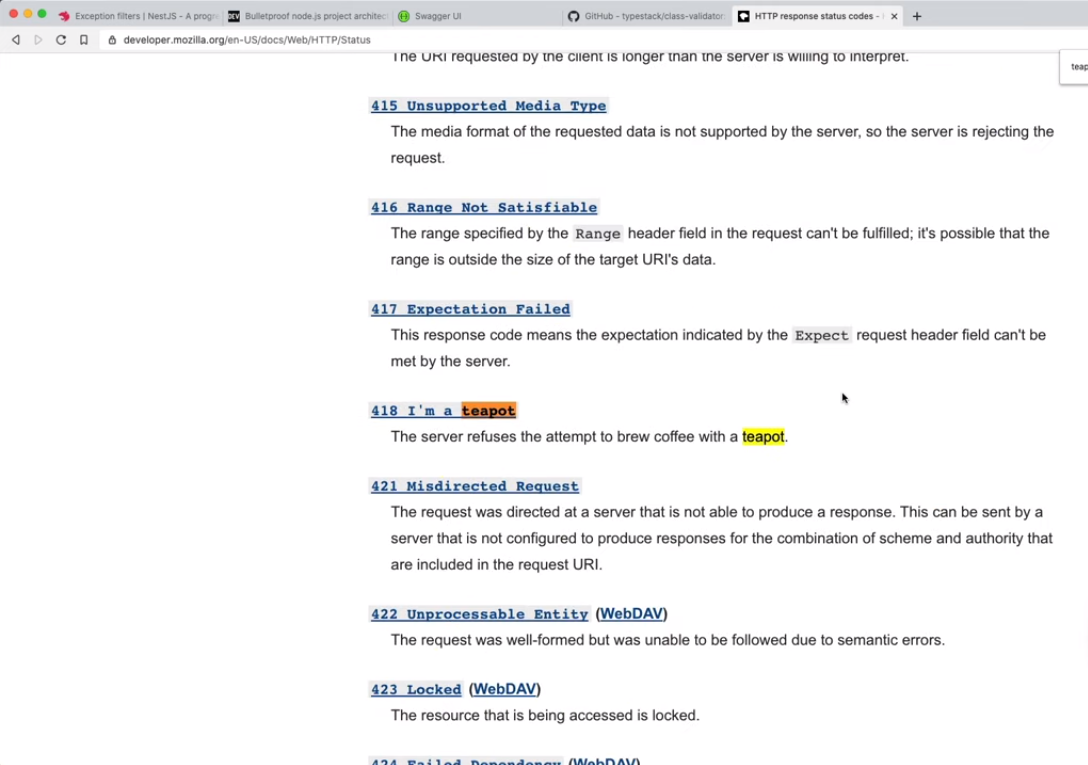 Exception filters | NestJS - A progr
DEV Bulletproof node.js project architect
Swagger UI
GitHub - typestack/class-validator:
HTTP response status codes -
developer.mozilla.org/en-US/docs/Web/HTTP/Status
teap
The URI requested by the client is longer than the server is willing to interpret.
415 Unsupported Media Type
The media format of the requested data is not supported by the server, so the server is rejecting the
request.
416 Range Not Satisfiable
The range specified by the Range header field in the request can't be fulfilled; it's possible that the
range is outside the size of the target URI's data.
417 Expectation Failed
This response code means the expectation indicated by the Expect request header field can't be
met by the server.
418 I'm a teapot
The server refuses the attempt to brew coffee with a teapot.
421 Misdirected Request
The request was directed at a server that is not able to produce a response. This can be sent by a
server that is not configured to produce responses for the combination of scheme and authority that
are included in the request URI.
422 Unprocessable Entity (WebDAV)
The request was well-formed but was unable to be followed due to semantic errors.
423 Locked (WebDAV)
The resource that is being accessed is locked.
424 Failed Dependency (WebDAV)